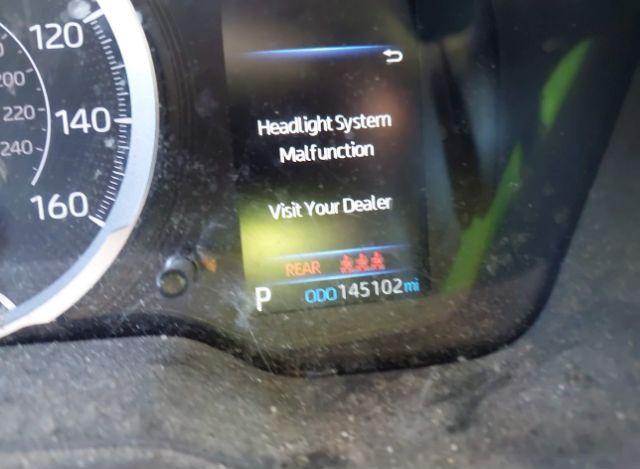 120
200
220
140
240
160
Headlight System
Malfunction
Visit Your Dealer
REAR
P ODO 145102 mi